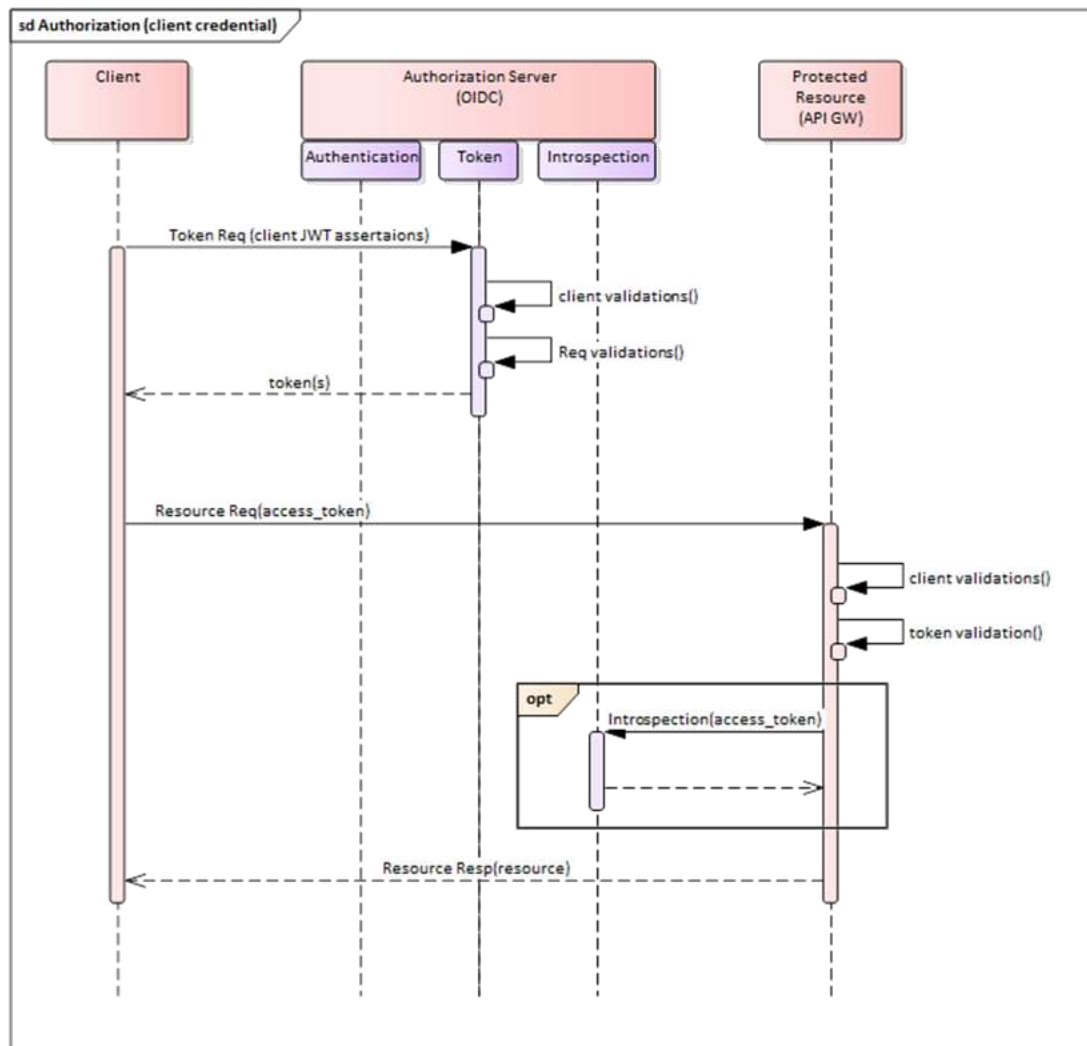 sd Authorization (client credential)
Client
Authorization Server
(OIDC)
Protected
Resource
(API GW)
Authentication
Token
Introspection
Token Req (client JWT assertaions)
client validations()
Req validations()
token(s)
Resource Req(access_token)
client validations()
token validation()
opt
Introspection(access_token)
Resource Resp(resource)